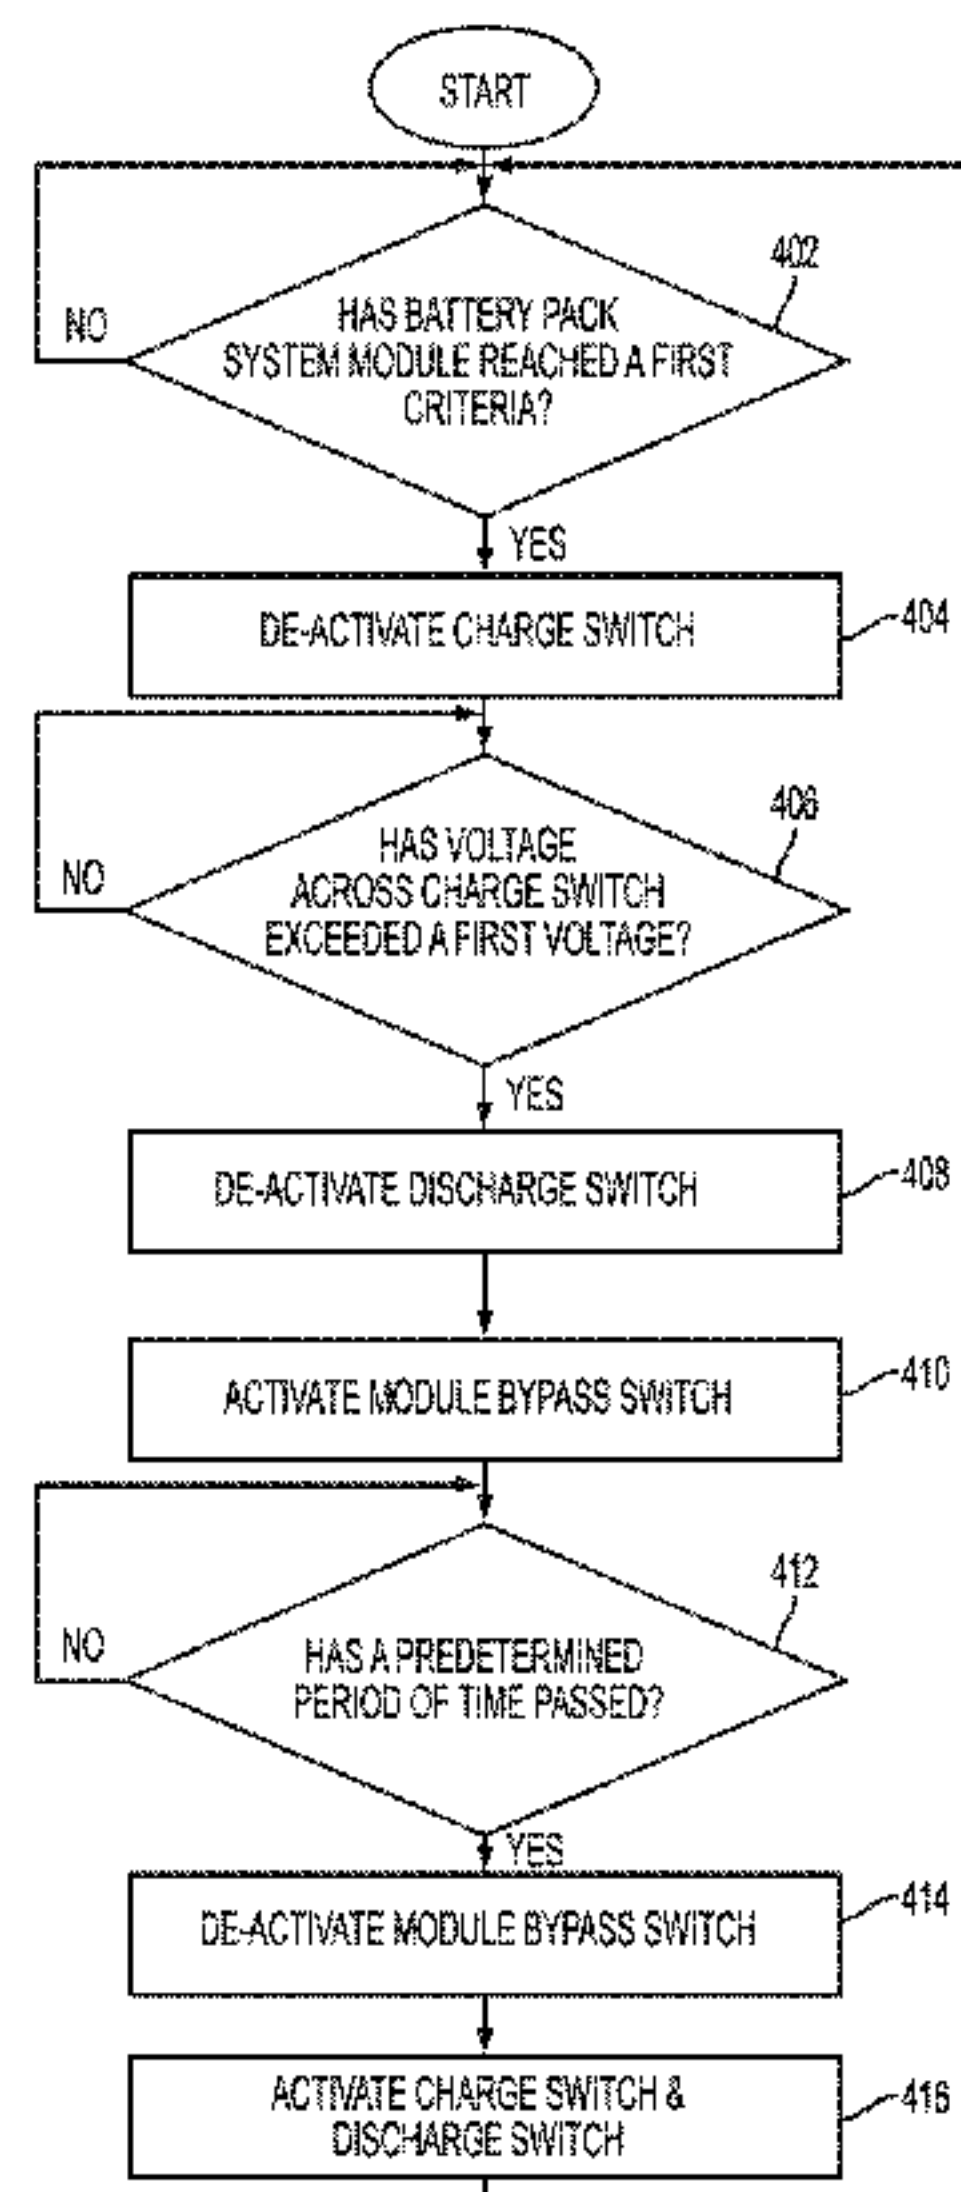 START
402
HAS BATTERY PACK
SYSTEM MODULE REACHED A FIRST
CRITERIA?
NO
YES
DE-ACTIVATE CHARGE SWITCH
404
406
HAS VOLTAGE
ACROSS CHARGE SWITCH
EXCEEDED A FIRST VOLTAGE?
NO
YES
DE-ACTIVATE DISCHARGE SWITCH
408
ACTIVATE MODULE BYPASS SWITCH
410
412
HAS A PREDETERMINED
PERIOD OF TIME PASSED?
NO
YES
DE-ACTIVATE MODULE BYPASS SWITCH
414
ACTIVATE CHARGE SWITCH &
DISCHARGE SWITCH
416